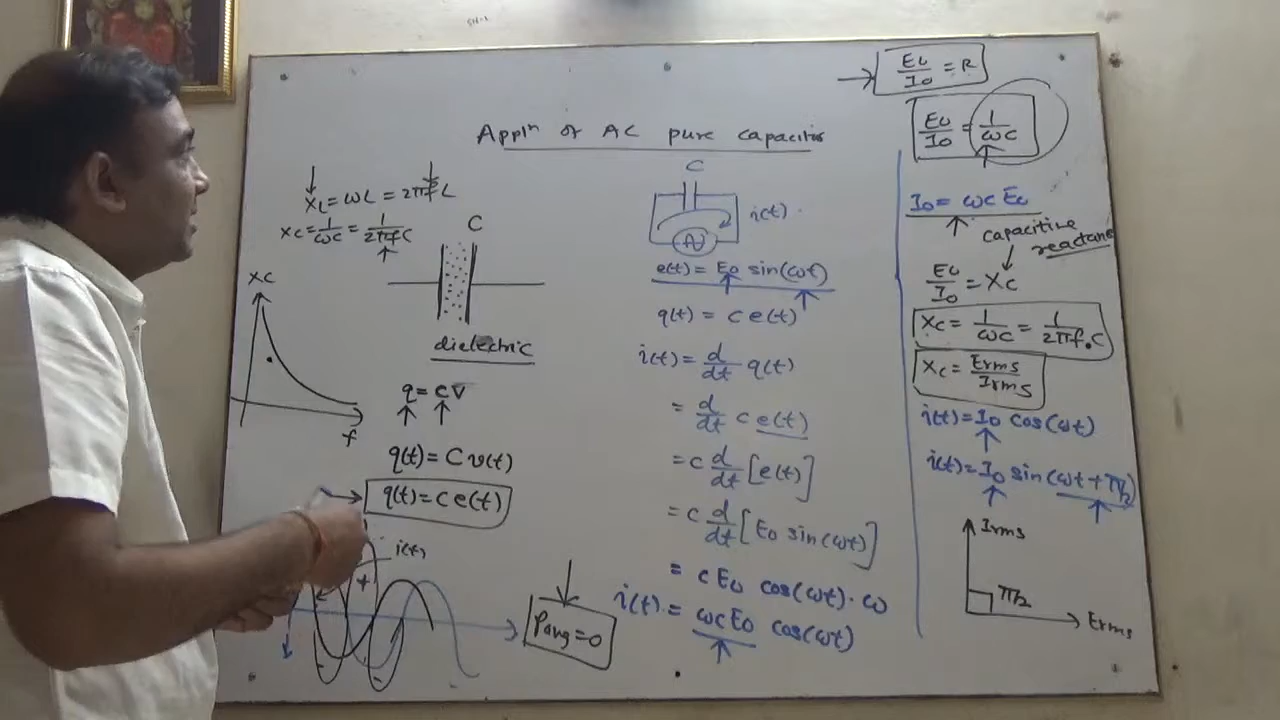 Appln of AC pure capacitor
XL = ωL = 2πfL
XC = 1/ωC = 1/2πfC
XC
f
C
dielectric
q = CV
q(t) = C v(t)
q(t) = C e(t)
i(t)
+
-
-
Pavg = 0
C
i(t)
e(t) = E0 sin(ωt)
q(t) = C e(t)
i(t) = d/dt q(t)
= d/dt C e(t)
= C d/dt [e(t)]
= C d/dt [E0 sin(ωt)]
= C E0 cos(ωt) · ω
i(t) = ωC E0 cos(ωt)
E0/I0 = R
E0/I0 = 1/ωC
I0 = ωC E0
capacitive
reactan
E0/I0 = XC
XC = 1/ωC = 1/2πf.C
XC = Erms/Irms
i(t) = I0 cos(ωt)
i(t) = I0 sin(ωt + π/2)
Irms
π/2
Erms